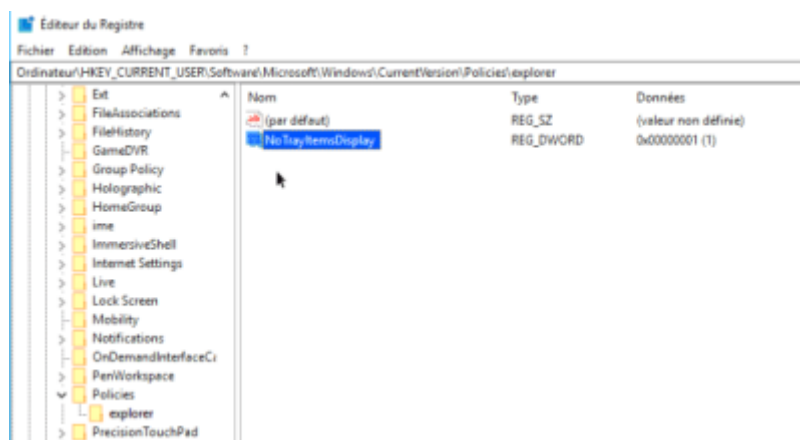 Éditeur du Registre
Fichier Edition Affichage Favoris ?
Ordinateur\HKEY_CURRENT_USER\Software\Microsoft\Windows\CurrentVersion\Policies\explorer
Nom Type Données
(par défaut) REG_SZ (valeur non définie)
NoTrayItemsDisplay REG_DWORD 0x00000001 (1)
Ext
FileAssociations
FileHistory
GameDVR
Group Policy
Holographic
HomeGroup
ime
ImmersiveShell
Internet Settings
Live
Lock Screen
Mobility
Notifications
OnDemandInterfaceCa
PenWorkspace
Policies
explorer
PrecisionTouchPad